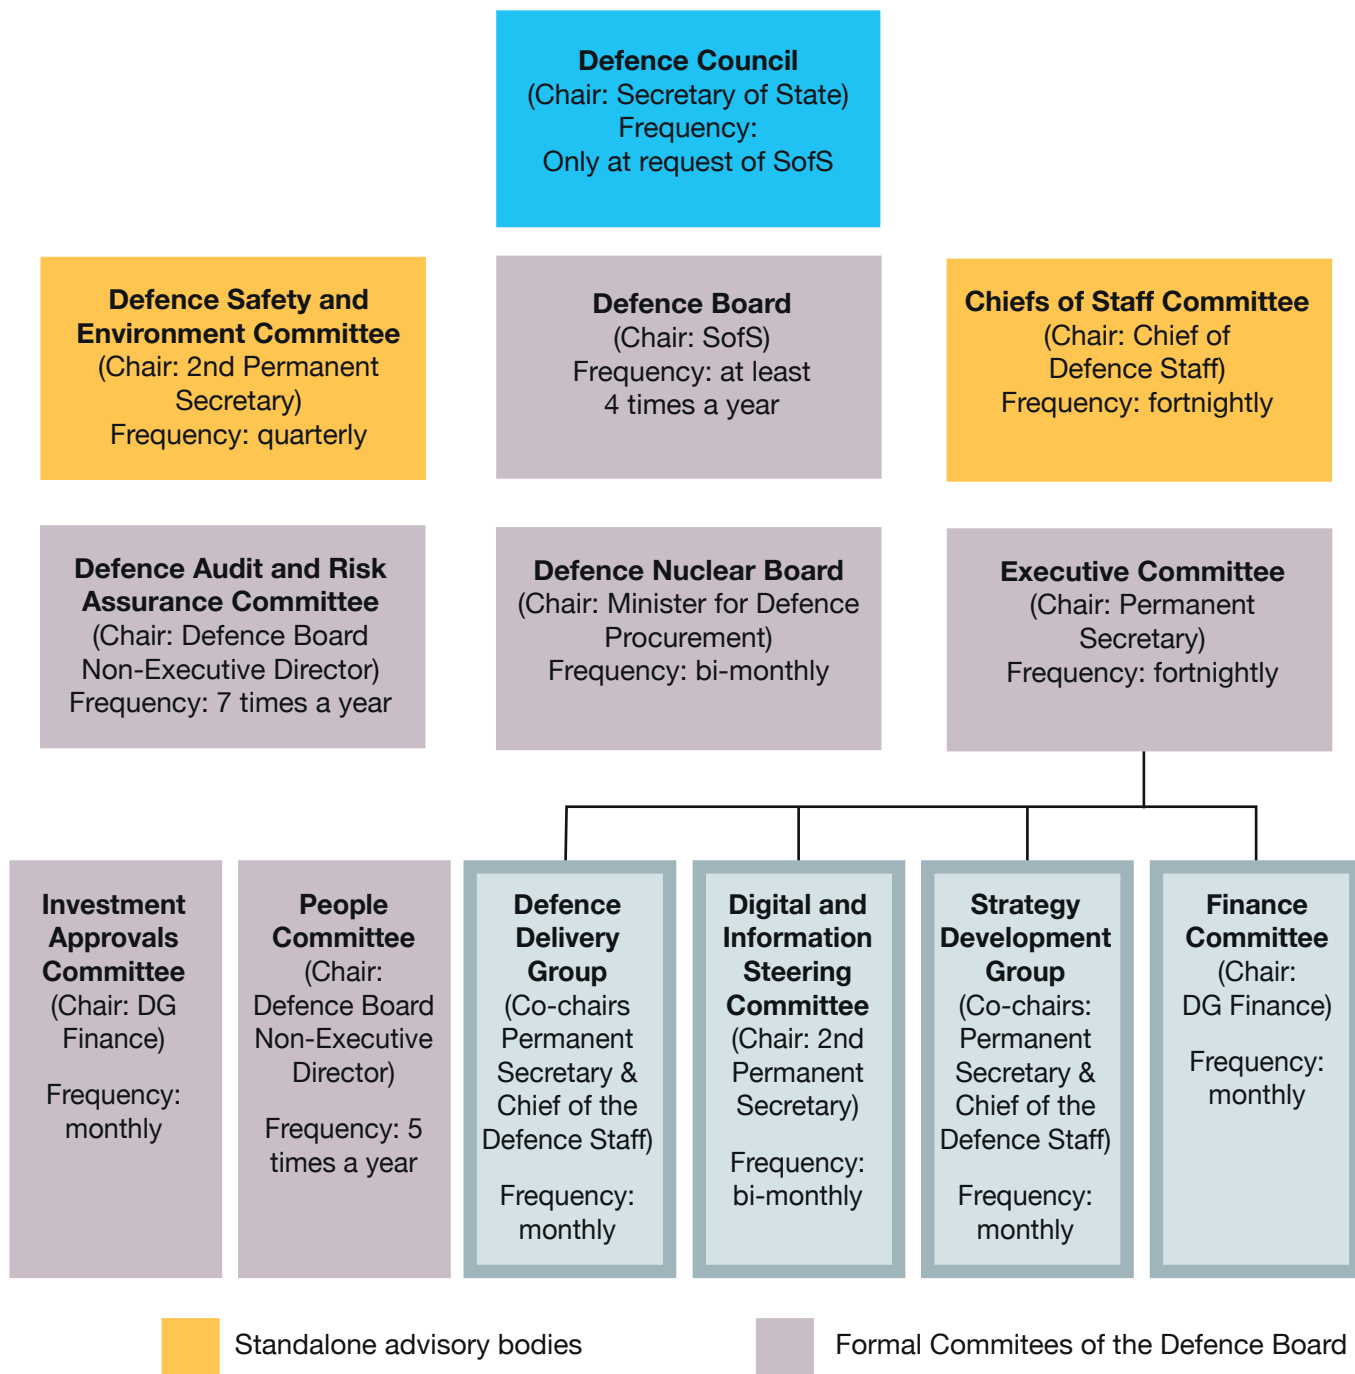 Defence Council
(Chair: Secretary of State)
Frequency:
Only at request of SofS
Defence Safety and
Environment Committee
(Chair: 2nd Permanent
Secretary)
Frequency: quarterly
Defence Board
(Chair: SofS)
Frequency: at least
4 times a year
Chiefs of Staff Committee
(Chair: Chief of
Defence Staff)
Frequency: fortnightly
Defence Audit and Risk
Assurance Committee
(Chair: Defence Board
Non-Executive Director)
Frequency: 7 times a year
Defence Nuclear Board
(Chair: Minister for Defence
Procurement)
Frequency: bi-monthly
Executive Committee
(Chair: Permanent
Secretary)
Frequency: fortnightly
Investment
Approvals
Committee
(Chair: DG
Finance)
Frequency:
monthly
People
Committee
(Chair:
Defence Board
Non-Executive
Director)
Frequency: 5
times a year
Defence
Delivery
Group
(Co-chairs
Permanent
Secretary &
Chief of the
Defence Staff)
Frequency:
monthly
Digital and
Information
Steering
Committee
(Chair: 2nd
Permanent
Secretary)
Frequency:
bi-monthly
Strategy
Development
Group
(Co-chairs:
Permanent
Secretary &
Chief of the
Defence Staff)
Frequency:
monthly
Finance
Committee
(Chair:
DG Finance)
Frequency:
monthly
Standalone advisory bodies
Formal Commitees of the Defence Board